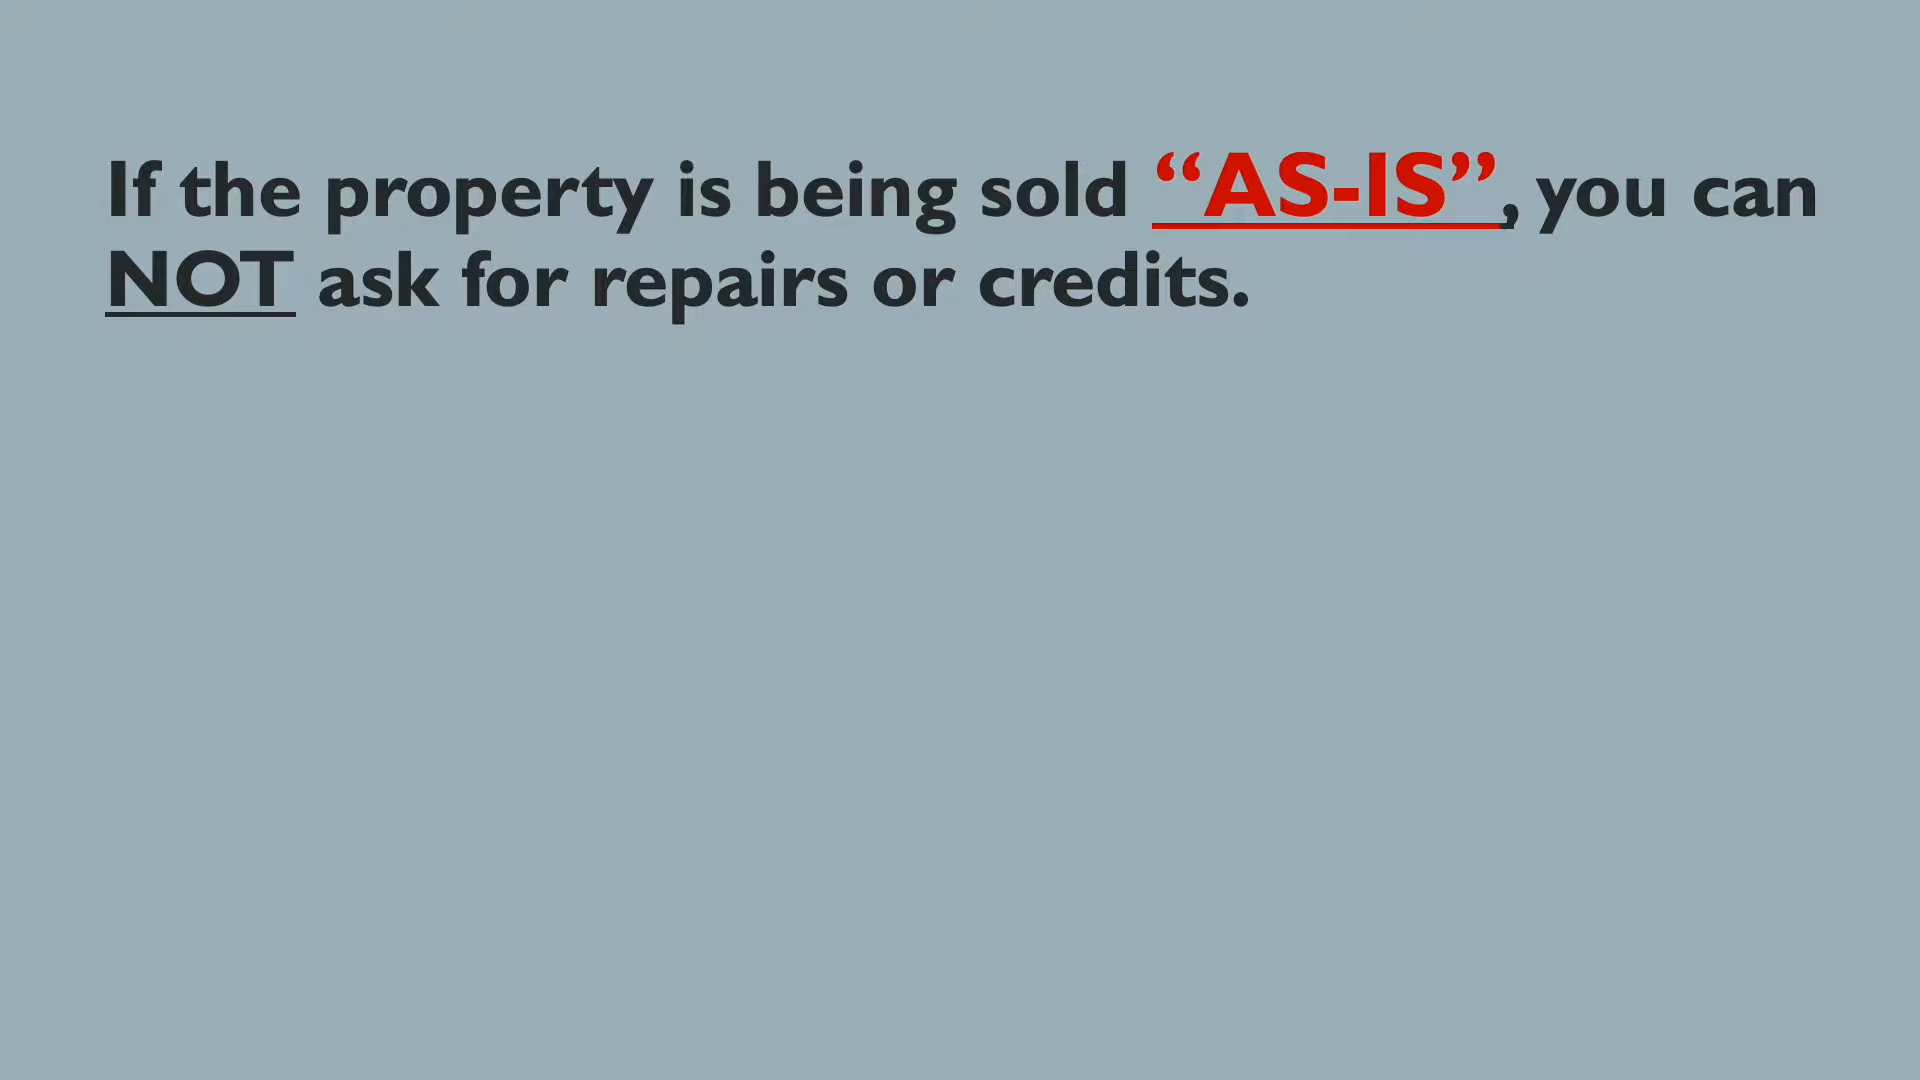 If the property is being sold “AS-IS”, you can
NOT ask for repairs or credits.